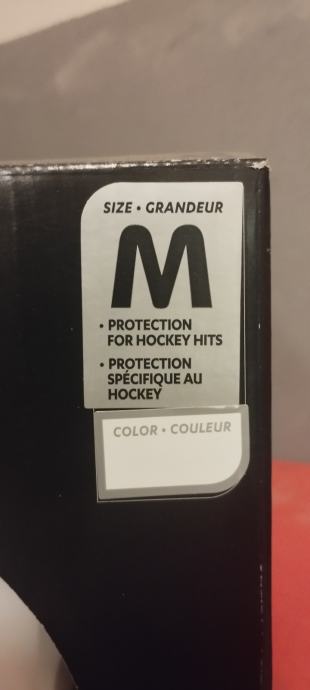 SIZE • GRANDEUR
M
• PROTECTION
FOR HOCKEY HITS
• PROTECTION
SPÉCIFIQUE AU
HOCKEY
COLOR • COULEUR